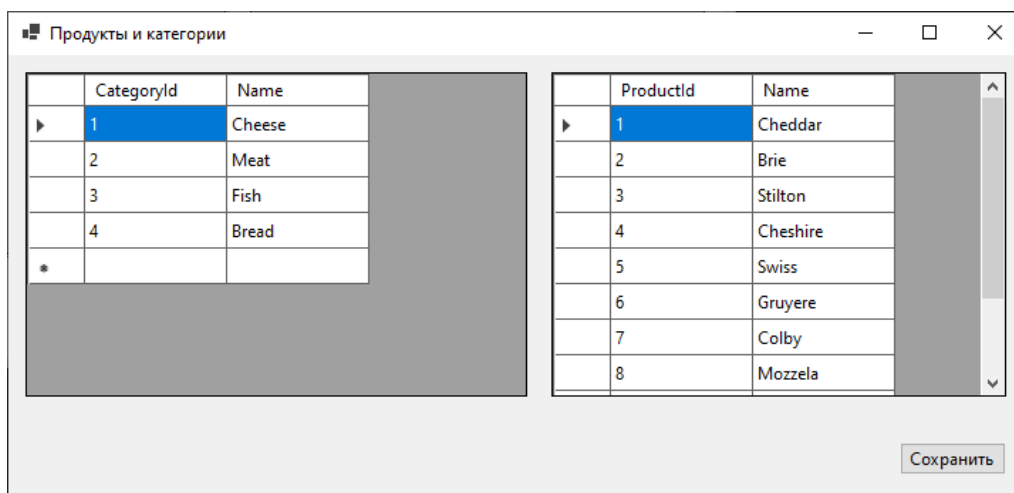 Продукты и категории
CategoryId Name
1 Cheese
2 Meat
3 Fish
4 Bread
ProductId Name
1 Cheddar
2 Brie
3 Stilton
4 Cheshire
5 Swiss
6 Gruyere
7 Colby
8 Mozzela
Сохранить